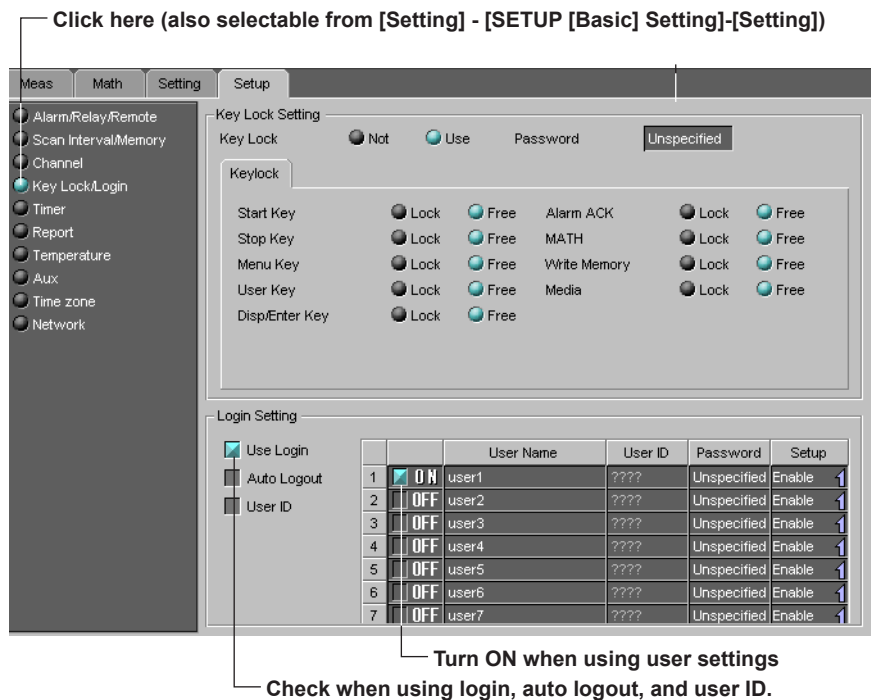 Click here (also selectable from [Setting] - [SETUP [Basic] Setting]-[Setting])
Meas Math Setting Setup
Alarm/Relay/Remote
Scan Interval/Memory
Channel
Key Lock/Login
Timer
Report
Temperature
Aux
Time zone
Network
Key Lock Setting
Key Lock Not Use Password Unspecified
Keylock
Start Key Lock Free Alarm ACK Lock Free
Stop Key Lock Free MATH Lock Free
Menu Key Lock Free Write Memory Lock Free
User Key Lock Free Media Lock Free
Disp/Enter Key Lock Free
Login Setting
Use Login
Auto Logout
User ID
User Name User ID Password Setup
1 ON user1 ???? Unspecified Enable
2 OFF user2 ???? Unspecified Enable
3 OFF user3 ???? Unspecified Enable
4 OFF user4 ???? Unspecified Enable
5 OFF user5 ???? Unspecified Enable
6 OFF user6 ???? Unspecified Enable
7 OFF user7 ???? Unspecified Enable
Turn ON when using user settings
Check when using login, auto logout, and user ID.